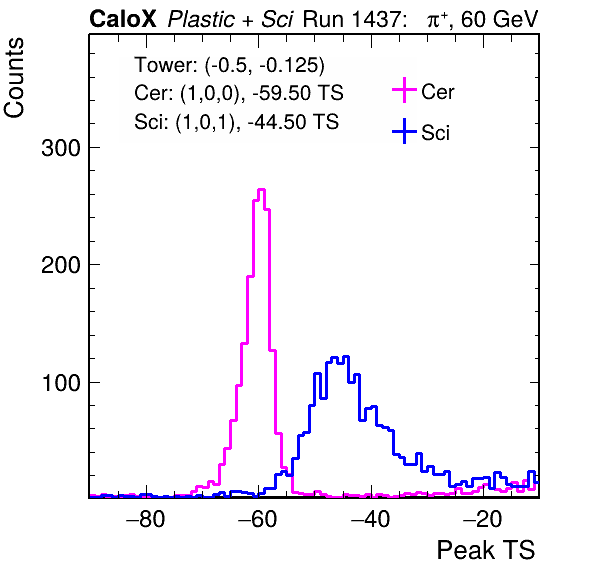 CaloX Plastic + Sci Run 1437: π⁺, 60 GeV
Counts
Tower: (-0.5, -0.125)
Cer: (1,0,0), -59.50 TS
Sci: (1,0,1), -44.50 TS
Cer
Sci
300
200
100
−80 −60 −40 −20
Peak TS